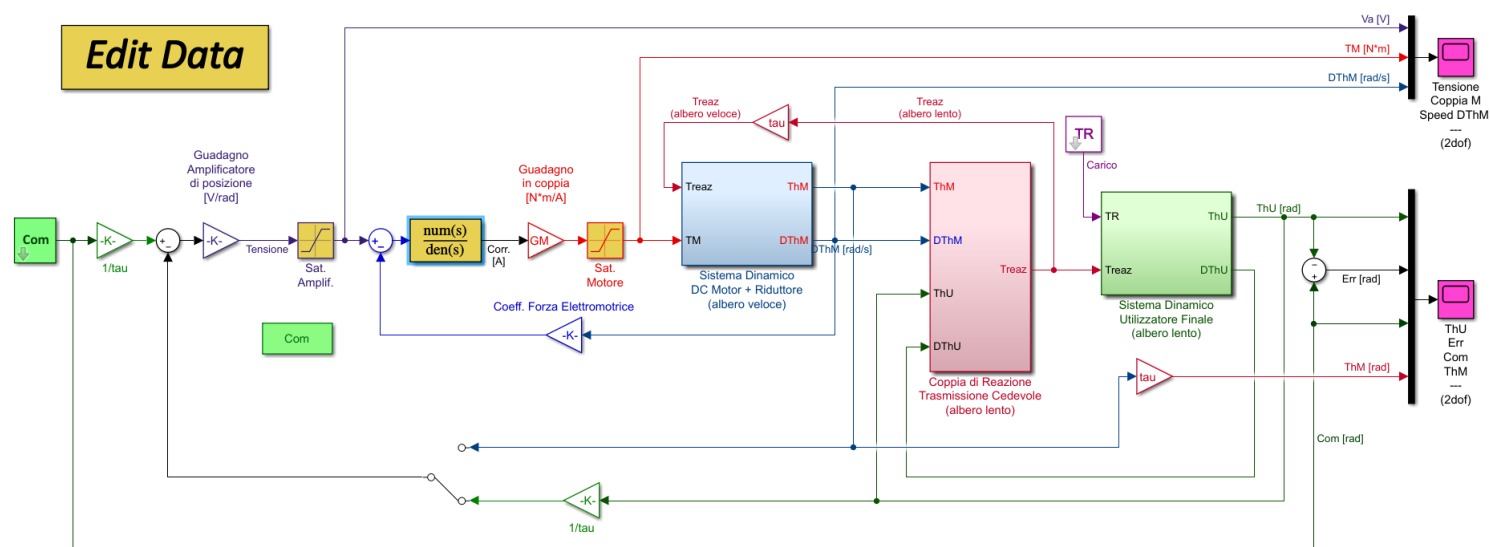 Edit Data
Va [V]
TM [N*m]
DThM [rad/s]
Tensione
Coppia M
Speed DThM
---
(2dof)
Treaz
(albero veloce)
tau
Treaz
(albero lento)
TR
Carico
Guadagno
Amplificatore
di posizione
[V/rad]
Guadagno
in coppia
[N*m/A]
Com
-K-
1/tau
+
-
-K-
Tensione
Sat.
Amplif.
+
-
num(s)
den(s)
Corr.
[A]
GM
Sat.
Motore
Treaz
TM
ThM
DThM
DThM [rad/s]
Sistema Dinamico
DC Motor + Riduttore
(albero veloce)
ThM
DThM
ThU
DThU
Treaz
Coppia di Reazione
Trasmissione Cedevole
(albero lento)
TR
Treaz
ThU
DThU
Sistema Dinamico
Utilizzatore Finale
(albero lento)
ThU [rad]
-
+
Err [rad]
ThU
Err
Com
ThM
---
(2dof)
Coeff. Forza Elettromotrice
-K-
Com
tau
ThM [rad]
Com [rad]
-K-
1/tau